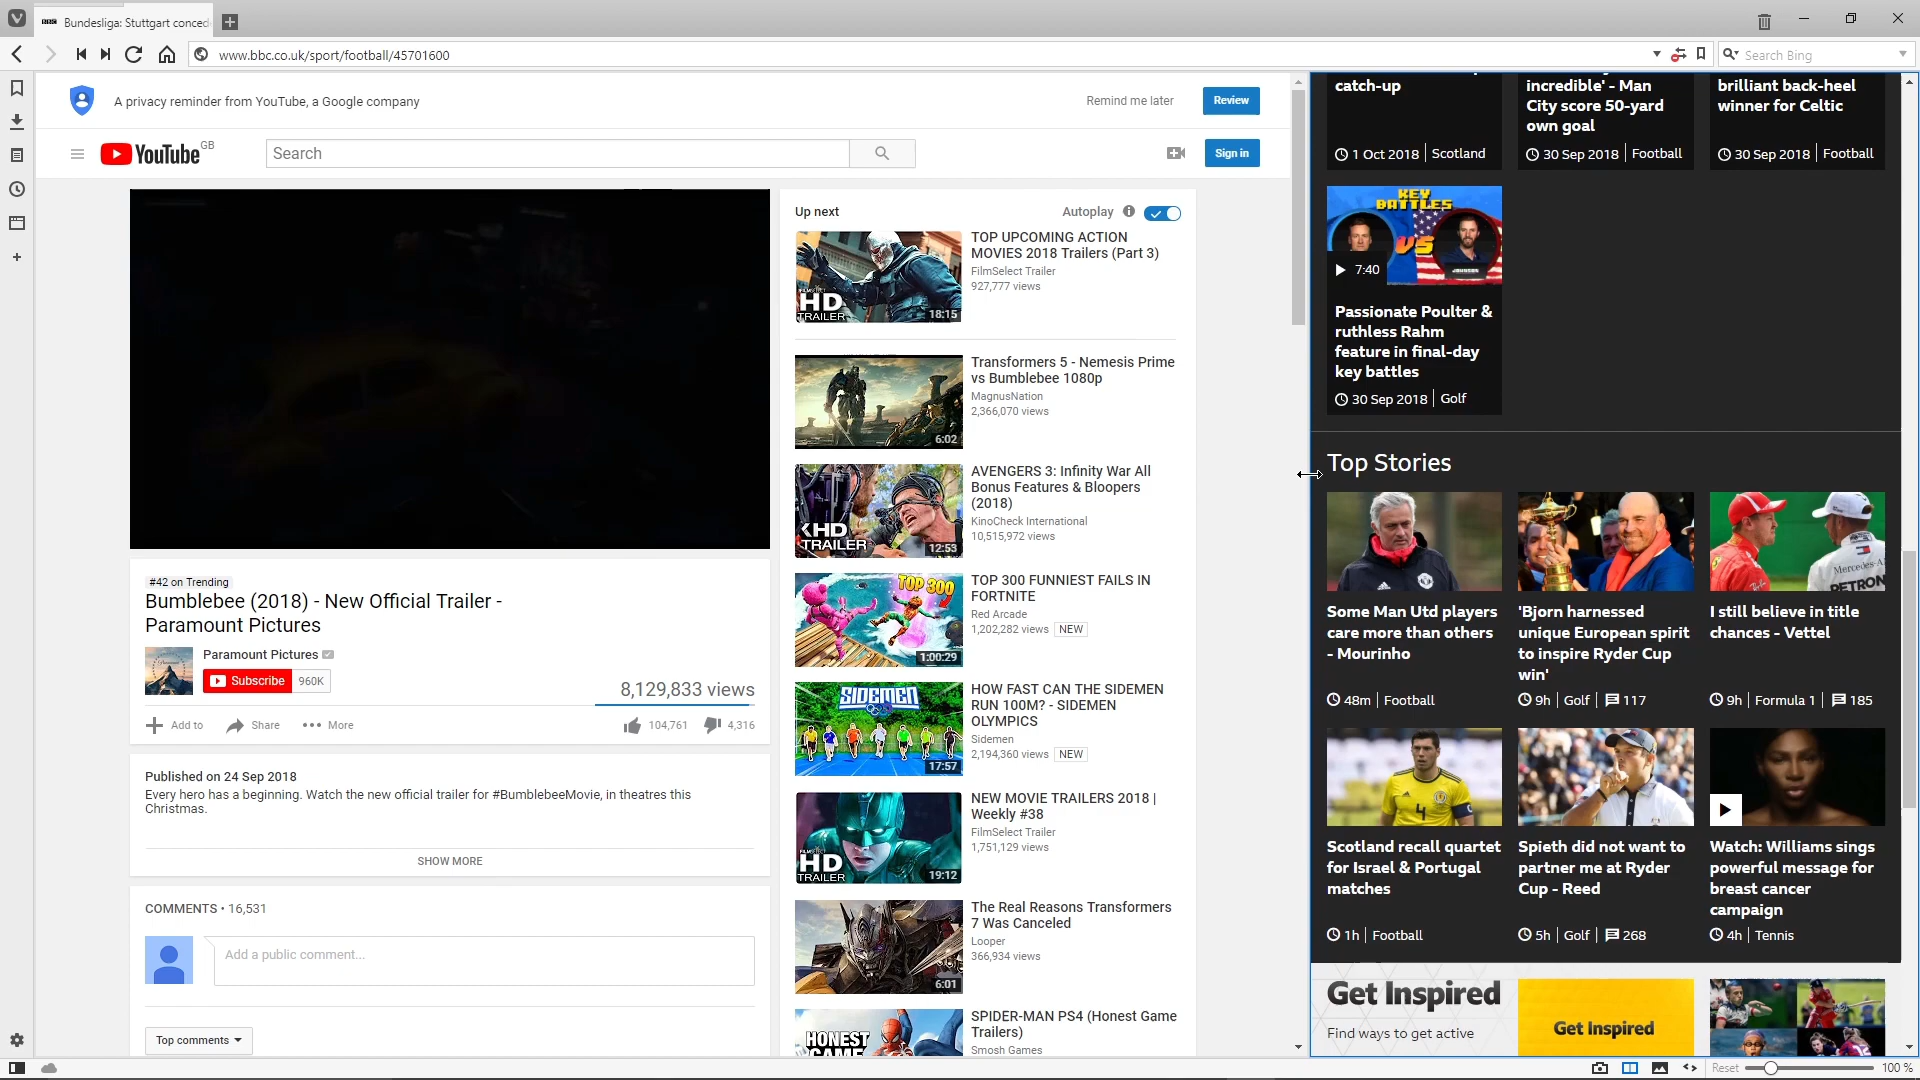 BBC Bundesliga: Stuttgart conced
www.bbc.co.uk/sport/football/45701600
Search Bing
A privacy reminder from YouTube, a Google company
Remind me later
Review
YouTube GB
Search
Sign in
#42 on Trending
Bumblebee (2018) - New Official Trailer -
Paramount Pictures
Paramount Pictures
Subscribe 960K
8,129,833 views
Add to
Share
More
104,761
4,316
Published on 24 Sep 2018
Every hero has a beginning. Watch the new official trailer for #BumblebeeMovie, in theatres this
Christmas.
SHOW MORE
COMMENTS • 16,531
Add a public comment...
Top comments
Up next
Autoplay
HD
TRAILER
18:15
TOP UPCOMING ACTION
MOVIES 2018 Trailers (Part 3)
FilmSelect Trailer
927,777 views
6:02
Transformers 5 - Nemesis Prime
vs Bumblebee 1080p
MagnusNation
2,366,070 views
HD
TRAILER
12:53
AVENGERS 3: Infinity War All
Bonus Features & Bloopers
(2018)
KinoCheck International
10,515,972 views
TOP 300
1:00:29
TOP 300 FUNNIEST FAILS IN
FORTNITE
Red Arcade
1,202,282 views NEW
SIDEMEN
17:57
HOW FAST CAN THE SIDEMEN
RUN 100M? - SIDEMEN
OLYMPICS
Sidemen
2,194,360 views NEW
HD
TRAILER
19:12
NEW MOVIE TRAILERS 2018 |
Weekly #38
FilmSelect Trailer
1,751,129 views
6:01
The Real Reasons Transformers
7 Was Canceled
Looper
366,934 views
HONEST
GAME
SPIDER-MAN PS4 (Honest Game
Trailers)
Smosh Games
catch-up
1 Oct 2018 | Scotland
incredible' - Man
City score 50-yard
own goal
30 Sep 2018 | Football
brilliant back-heel
winner for Celtic
30 Sep 2018 | Football
KEY
BATTLES
VS
JOHNSON
7:40
Passionate Poulter &
ruthless Rahm
feature in final-day
key battles
30 Sep 2018 | Golf
Top Stories
Some Man Utd players
care more than others
- Mourinho
48m | Football
'Bjorn harnessed
unique European spirit
to inspire Ryder Cup
win'
9h | Golf | 117
Mercedes-A
PETRON
I still believe in title
chances - Vettel
9h | Formula 1 | 185
4
Scotland recall quartet
for Israel & Portugal
matches
1h | Football
Spieth did not want to
partner me at Ryder
Cup - Reed
5h | Golf | 268
Watch: Williams sings
powerful message for
breast cancer
campaign
4h | Tennis
Get Inspired
Find ways to get active
Get Inspired
Reset
100 %